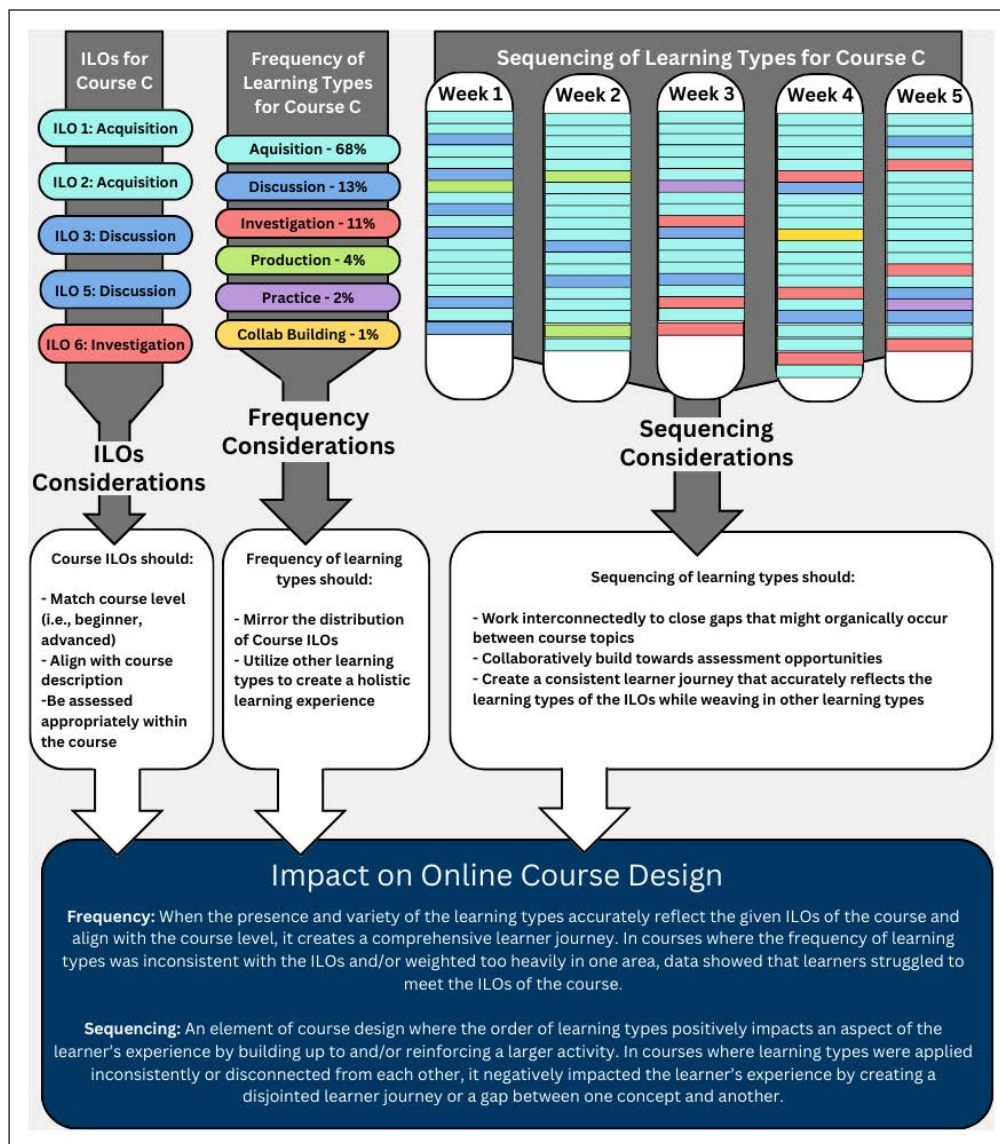 ILOs for
Course C
ILO 1: Acquisition
ILO 2: Acquisition
ILO 3: Discussion
ILO 5: Discussion
ILO 6: Investigation
Frequency of
Learning Types
for Course C
Aquisition - 68%
Discussion - 13%
Investigation - 11%
Production - 4%
Practice - 2%
Collab Building - 1%
Sequencing of Learning Types for Course C
Week 1
Week 2
Week 3
Week 4
Week 5
ILOs
Considerations
Frequency
Considerations
Sequencing
Considerations
Course ILOs should:
- Match course level
(i.e., beginner,
advanced)
- Align with course
description
-Be assessed
appropriately within
the course
Frequency of learning
types should:
- Mirror the distribution
of Course ILOs
- Utilize other learning
types to create a holistic
learning experience
Sequencing of learning types should:
- Work interconnectedly to close gaps that might organically occur
between course topics
- Collaboratively build towards assessment opportunities
- Create a consistent learner journey that accurately reflects the
learning types of the ILOs while weaving in other learning types
Impact on Online Course Design
Frequency: When the presence and variety of the learning types accurately reflect the given ILOs of the course and
align with the course level, it creates a comprehensive learner journey. In courses where the frequency of learning
types was inconsistent with the ILOs and/or weighted too heavily in one area, data showed that learners struggled to
meet the ILOs of the course.
Sequencing: An element of course design where the order of learning types positively impacts an aspect of the
learner's experience by building up to and/or reinforcing a larger activity. In courses where learning types were applied
inconsistently or disconnected from each other, it negatively impacted the learner's experience by creating a
disjointed learner journey or a gap between one concept and another.